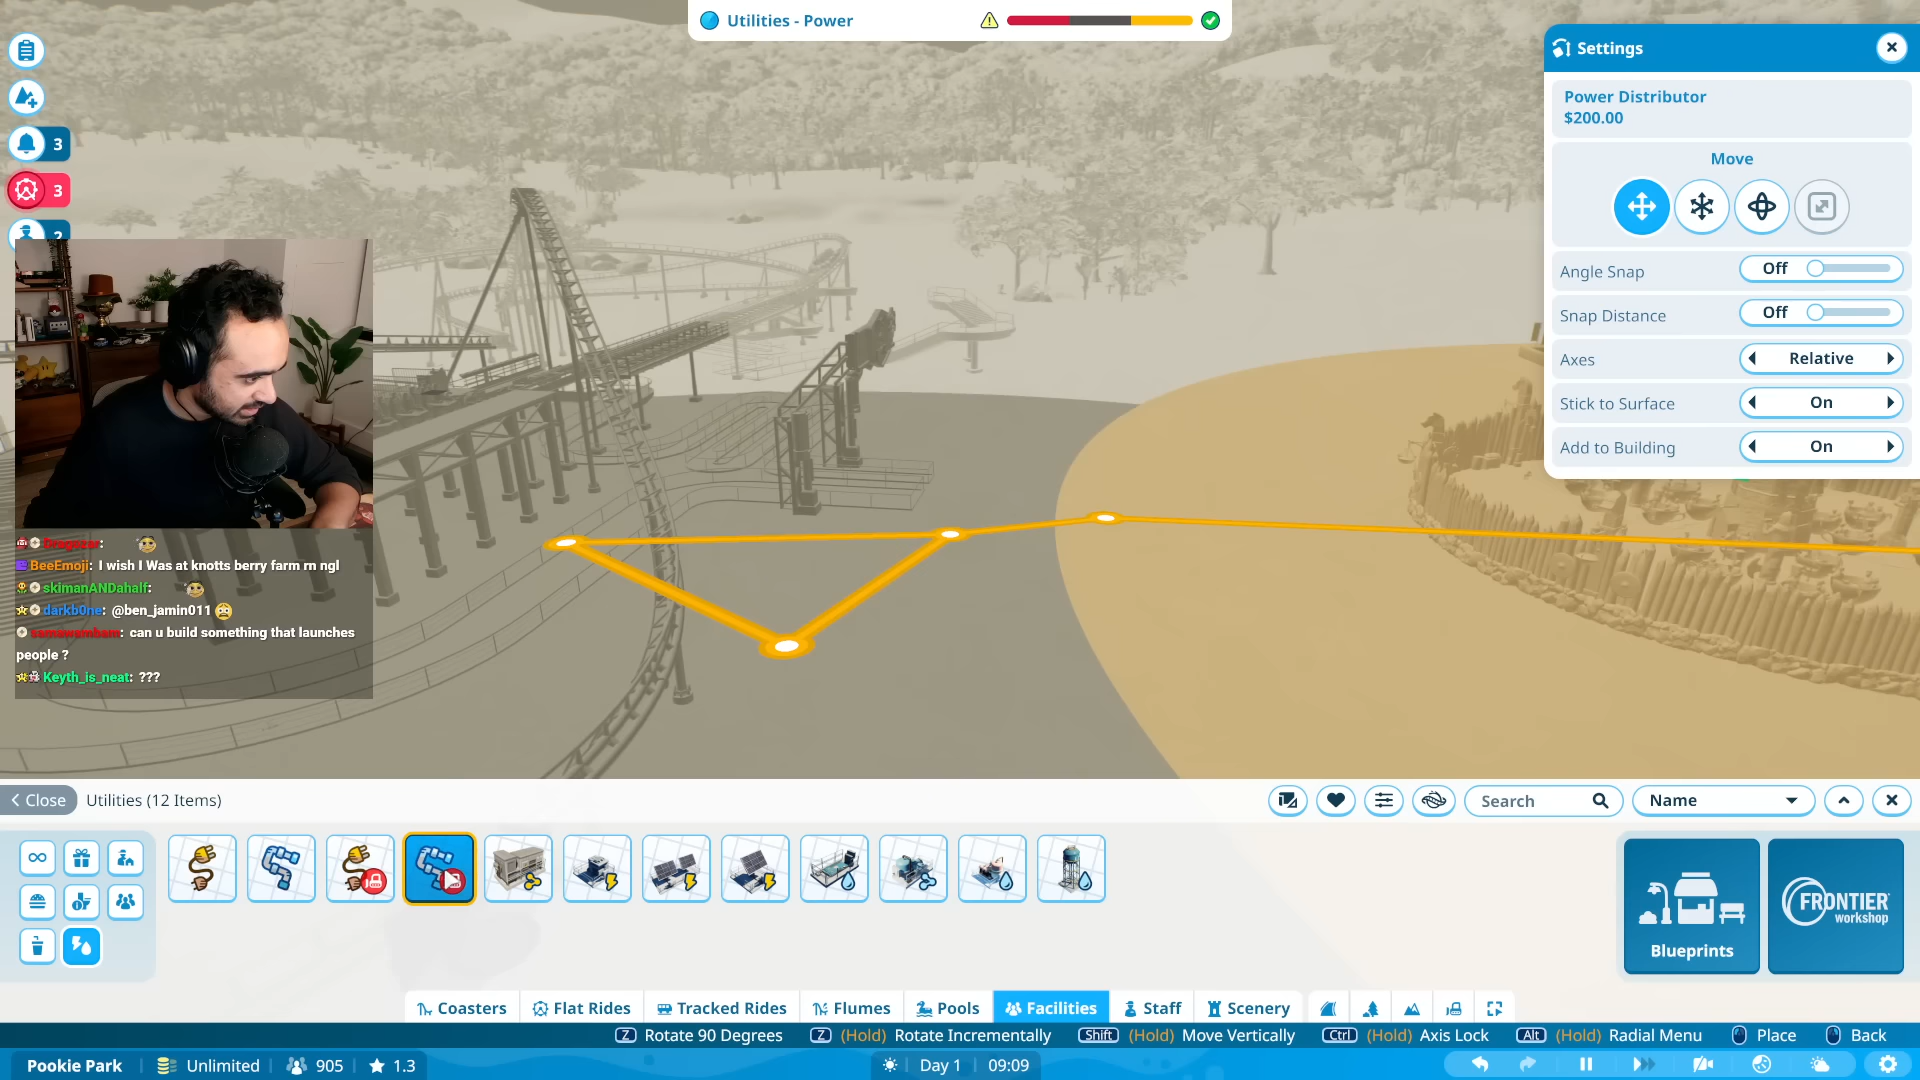 Utilities - Power
Settings
Power Distributor
$200.00
Move
Angle Snap
Off
Snap Distance
Off
Axes
Relative
Stick to Surface
On
Add to Building
On
3
3
2
Dragozar:
BeeEmoji: I wish I Was at knotts berry farm rn ngl
skimanANDahalf:
darkb0ne: @ben_jamin011
samawambam: can u build something that launches
people ?
Keyth_is_neat: ???
Close
Utilities (12 Items)
Search
Name
Blueprints
FRONTIER
workshop
Coasters
Flat Rides
Tracked Rides
Flumes
Pools
Facilities
Staff
Scenery
Z Rotate 90 Degrees
Z (Hold) Rotate Incrementally
Shift (Hold) Move Vertically
Ctrl (Hold) Axis Lock
Alt (Hold) Radial Menu
Place
Back
Pookie Park
Unlimited
905
1.3
Day 1
09:09